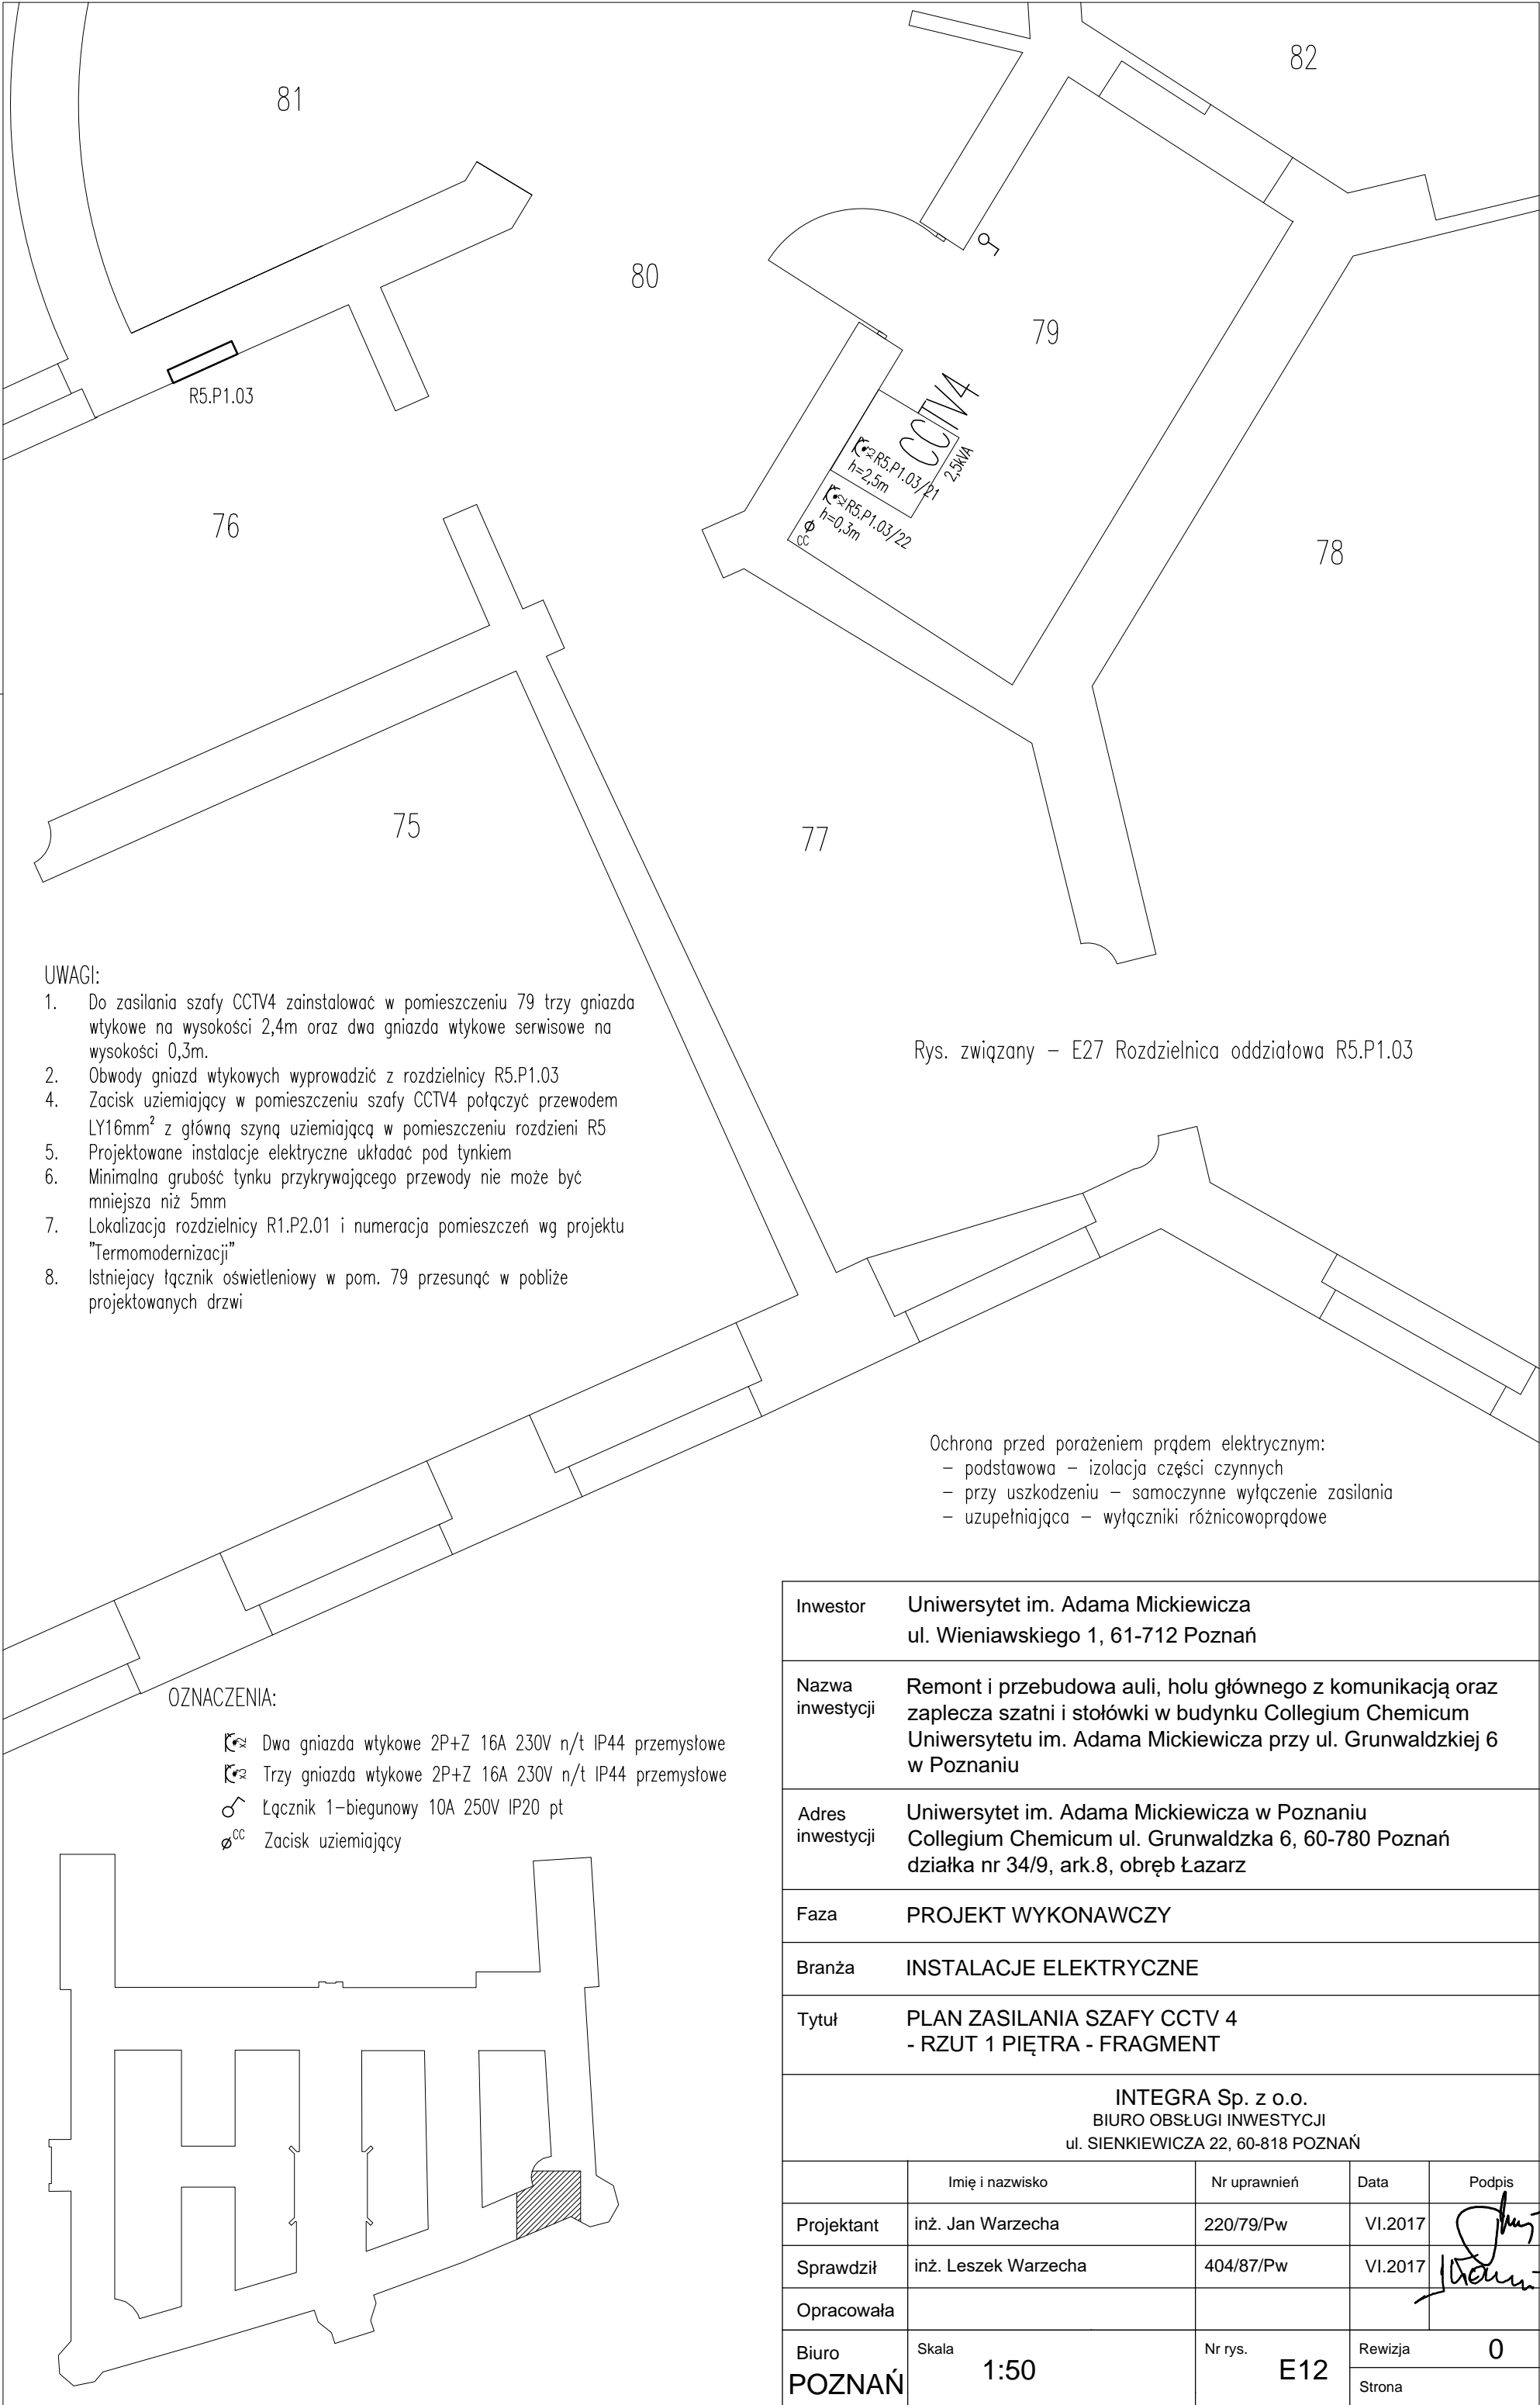 81
82
80
79
R5.P1.03
CCTV4
2,5kVA
R5.P1.03/21
h=2,5m
R5.P1.03/22
h=0,3m
CC
76
78
75
77
UWAGI:
1. Do zasilania szafy CCTV4 zainstalować w pomieszczeniu 79 trzy gniazda
wtykowe na wysokości 2,4m oraz dwa gniazda wtykowe serwisowe na
wysokości 0,3m.
2. Obwody gniazd wtykowych wyprowadzić z rozdzielnicy R5.P1.03
4. Zacisk uziemiający w pomieszczeniu szafy CCTV4 połączyć przewodem
LY16mm² z główną szyną uziemiającą w pomieszczeniu rozdzieni R5
5. Projektowane instalacje elektryczne układać pod tynkiem
6. Minimalna grubość tynku przykrywającego przewody nie może być
mniejsza niż 5mm
7. Lokalizacja rozdzielnicy R1.P2.01 i numeracja pomieszczeń wg projektu
"Termomodernizacji"
8. Istniejacy łącznik oświetleniowy w pom. 79 przesunąć w pobliże
projektowanych drzwi
Rys. związany – E27 Rozdzielnica oddziałowa R5.P1.03
Ochrona przed porażeniem prądem elektrycznym:
– podstawowa – izolacja części czynnych
– przy uszkodzeniu – samoczynne wyłączenie zasilania
– uzupełniająca – wyłączniki różnicowoprądowe
OZNACZENIA:
Dwa gniazda wtykowe 2P+Z 16A 230V n/t IP44 przemysłowe
Trzy gniazda wtykowe 2P+Z 16A 230V n/t IP44 przemysłowe
Łącznik 1–biegunowy 10A 250V IP20 pt
CC Zacisk uziemiający
Inwestor Uniwersytet im. Adama Mickiewicza
ul. Wieniawskiego 1, 61-712 Poznań
Nazwa inwestycji Remont i przebudowa auli, holu głównego z komunikacją oraz
zaplecza szatni i stołówki w budynku Collegium Chemicum
Uniwersytetu im. Adama Mickiewicza przy ul. Grunwaldzkiej 6
w Poznaniu
Adres inwestycji Uniwersytet im. Adama Mickiewicza w Poznaniu
Collegium Chemicum ul. Grunwaldzka 6, 60-780 Poznań
działka nr 34/9, ark.8, obręb Łazarz
Faza PROJEKT WYKONAWCZY
Branża INSTALACJE ELEKTRYCZNE
Tytuł PLAN ZASILANIA SZAFY CCTV 4
- RZUT 1 PIĘTRA - FRAGMENT
INTEGRA Sp. z o.o.
BIURO OBSŁUGI INWESTYCJI
ul. SIENKIEWICZA 22, 60-818 POZNAŃ
Imię i nazwisko Nr uprawnień Data Podpis
Projektant inż. Jan Warzecha 220/79/Pw VI.2017
Sprawdził inż. Leszek Warzecha 404/87/Pw VI.2017
Opracowała
Biuro POZNAŃ Skala 1:50 Nr rys. E12 Rewizja 0
Strona